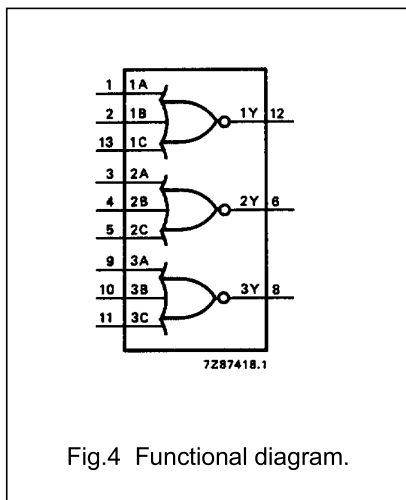 1 1A
2 1B 1Y 12
13 1C
3 2A
4 2B 2Y 6
5 2C
9 3A
10 3B 3Y 8
11 3C
7Z87418.1
Fig.4 Functional diagram.